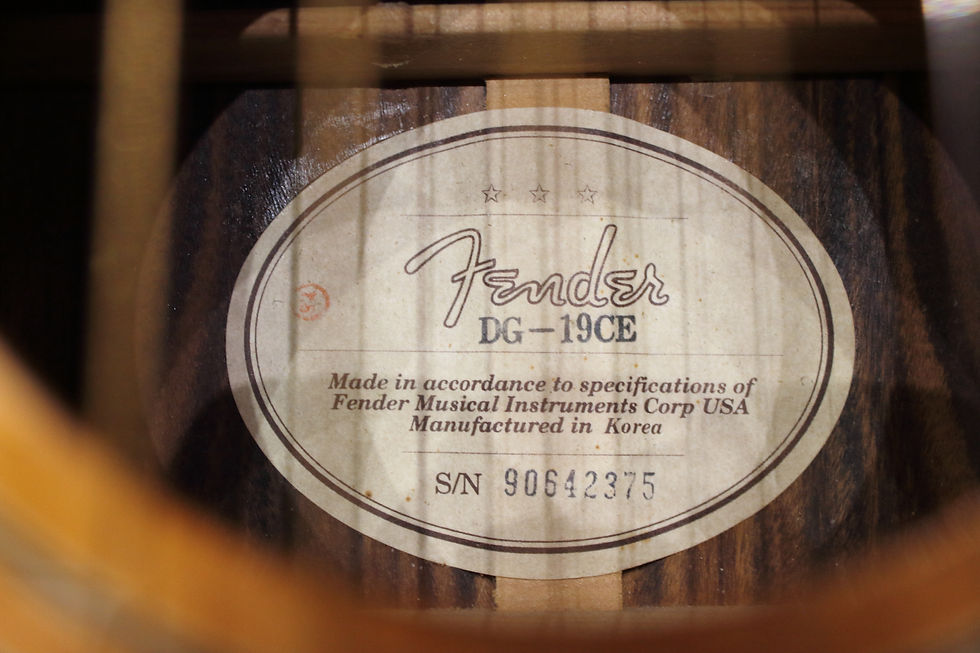 Fender
DG-19CE
Made in accordance to specifications of
Fender Musical Instruments Corp USA
Manufactured in Korea
S/N 90642375